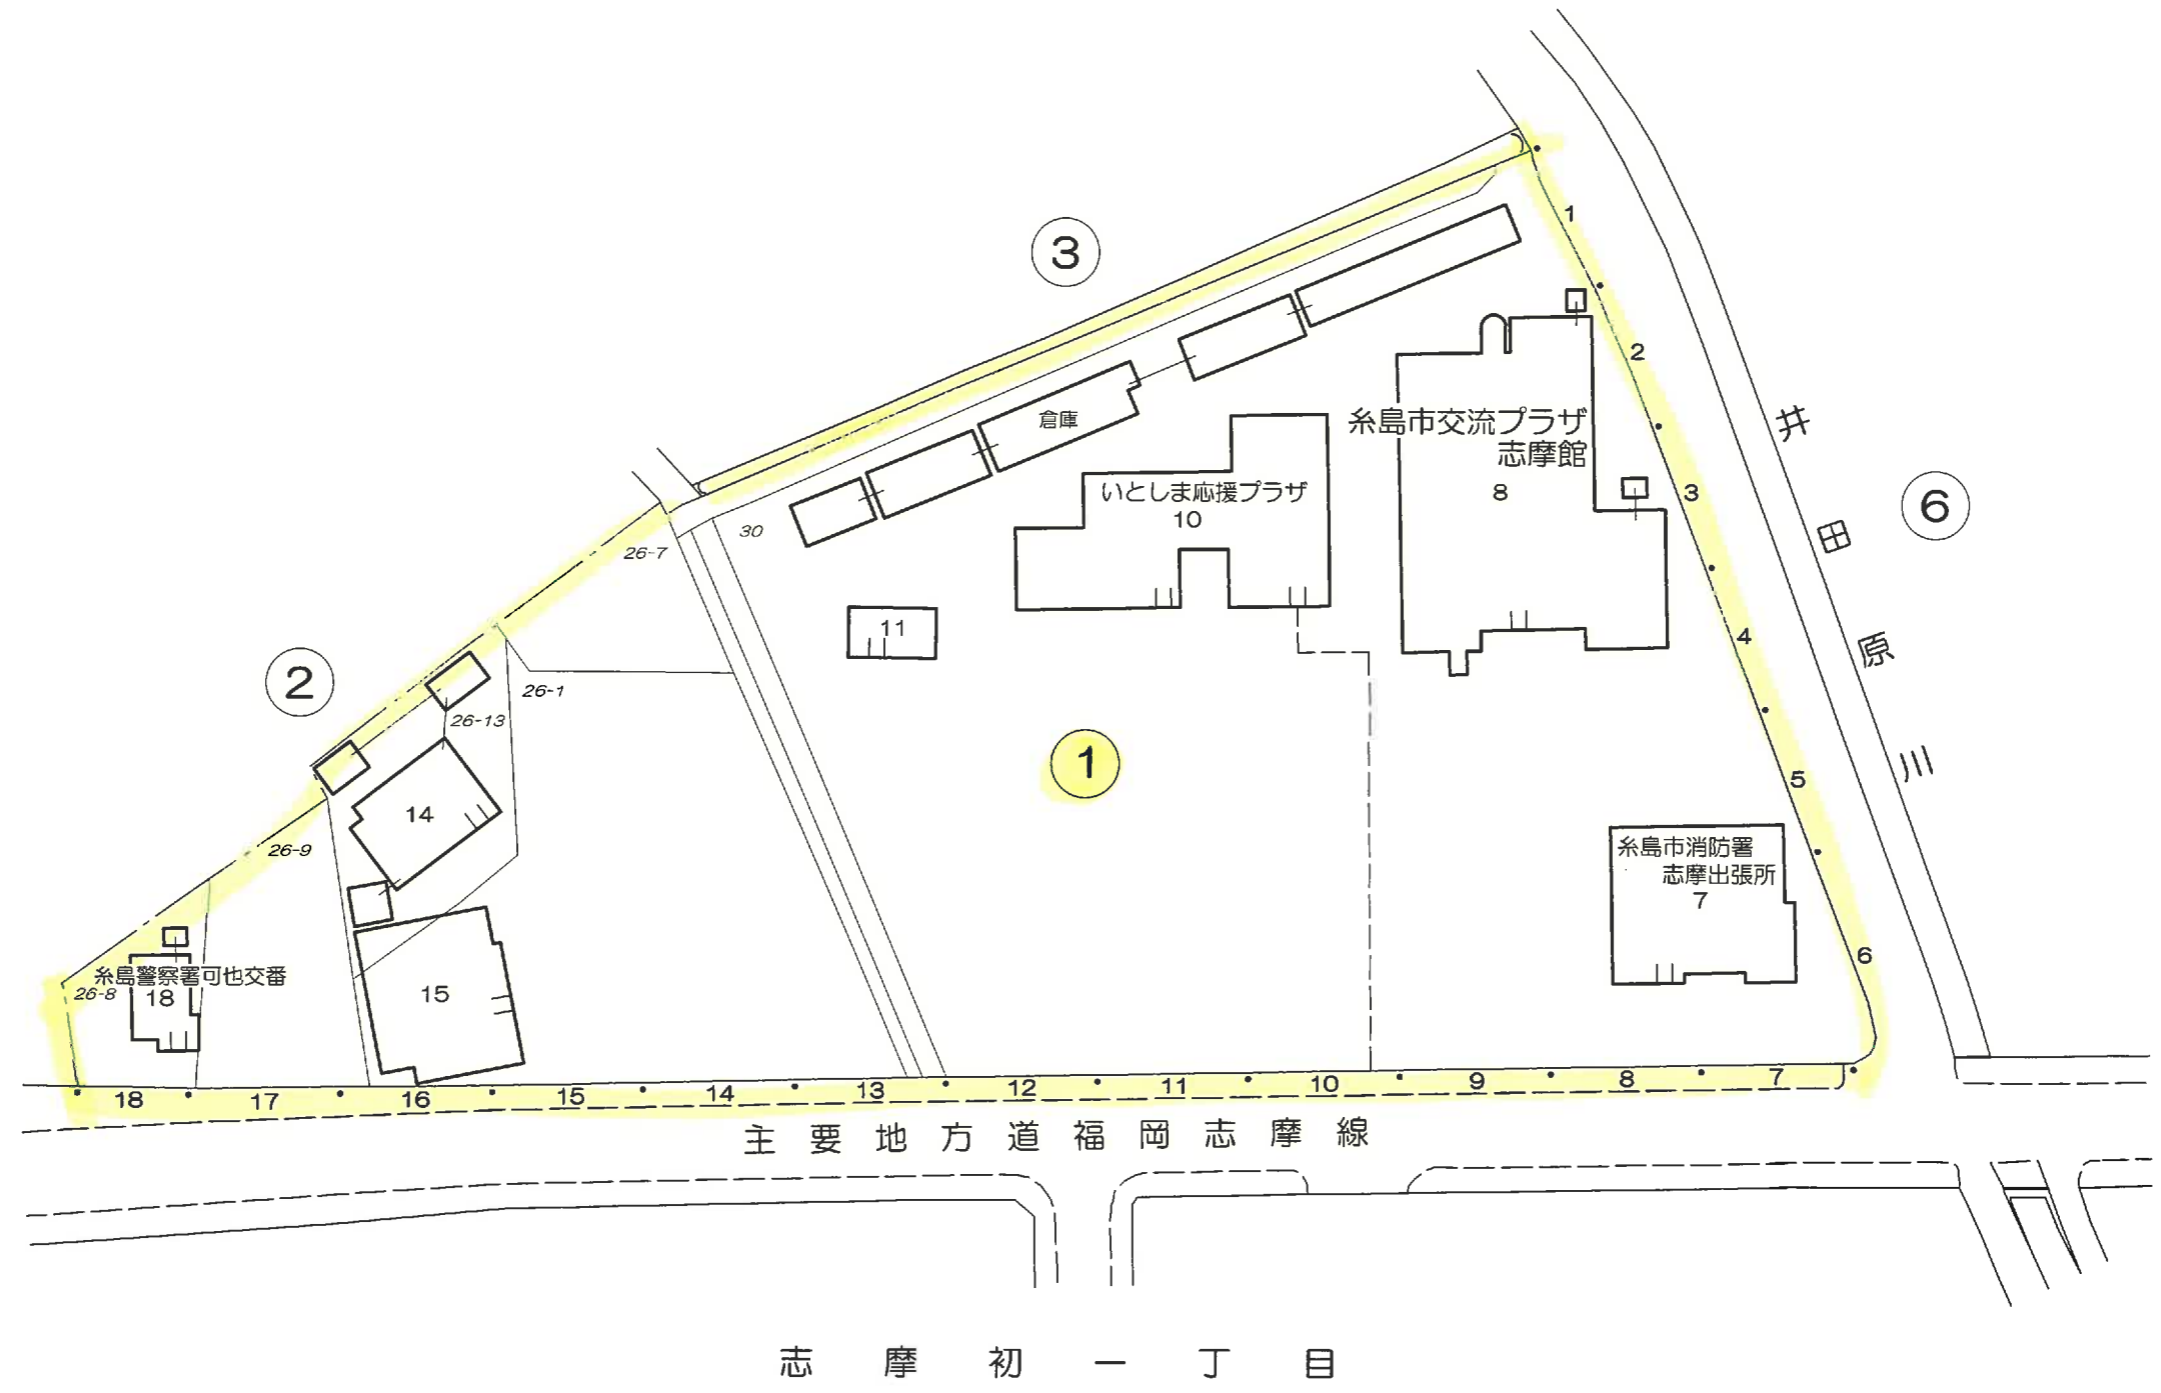 1
③
2
倉庫
糸島市交流プラザ
志摩館
8
井
田
原
川
いとしま応援プラザ
10
3
⑥
30
26-7
11
4
②
26-1
26-13
①
5
14
26-9
糸島市消防署
志摩出張所
7
6
糸島警察署可也交番
26-8
18
15
18 17 16 15 14 13 12 11 10 9 8 7
主要地方道福岡志摩線
志摩初一丁目